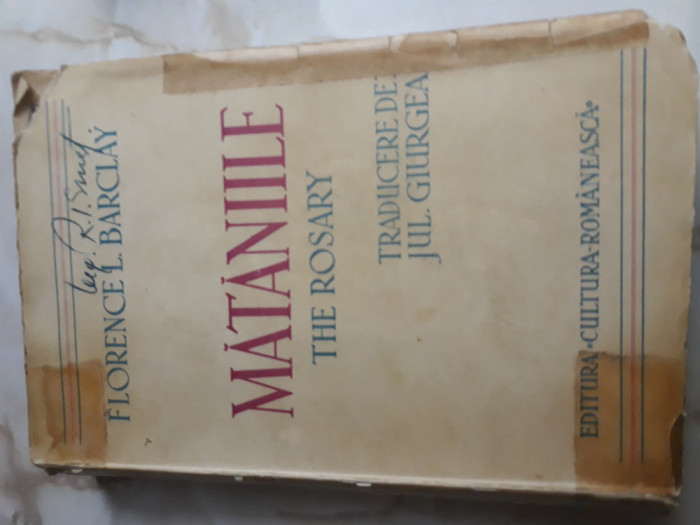 FLORENCE L. BARCLAY
MĂTĂNIILE
THE ROSARY
TRADUCERE DE:
JUL. GIURGEA
EDITURA •CULTURA-ROMÂNEASCĂ•